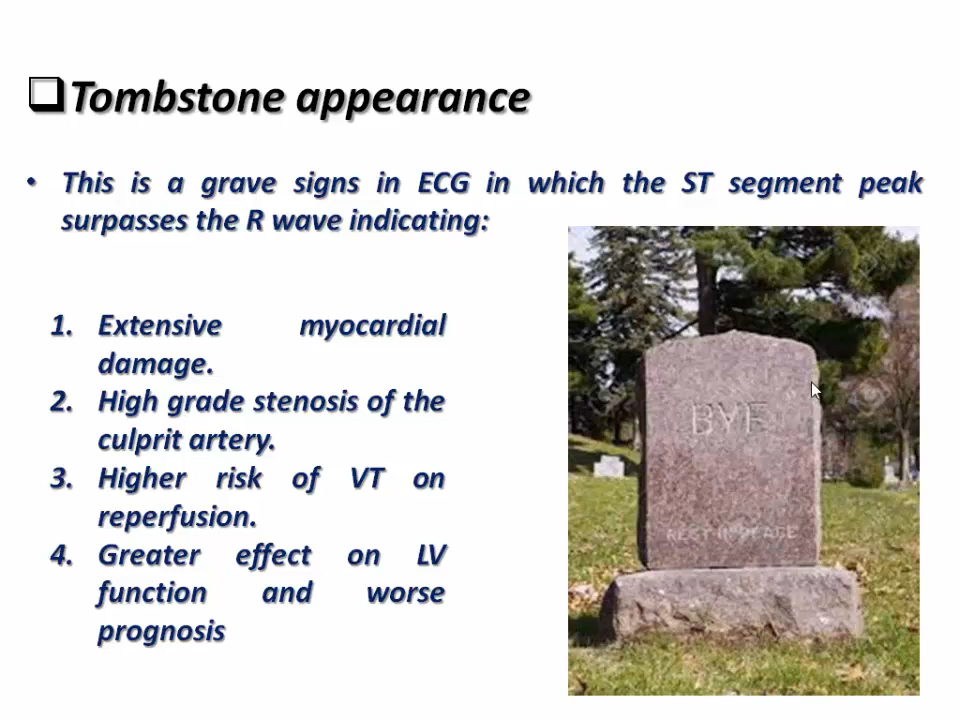 Tombstone appearance
• This is a grave signs in ECG in which the ST segment peak
surpasses the R wave indicating:
1. Extensive myocardial
damage.
2. High grade stenosis of the
culprit artery.
3. Higher risk of VT on
reperfusion.
4. Greater effect on LV
function and worse
prognosis
BYE
REST IN PEACE